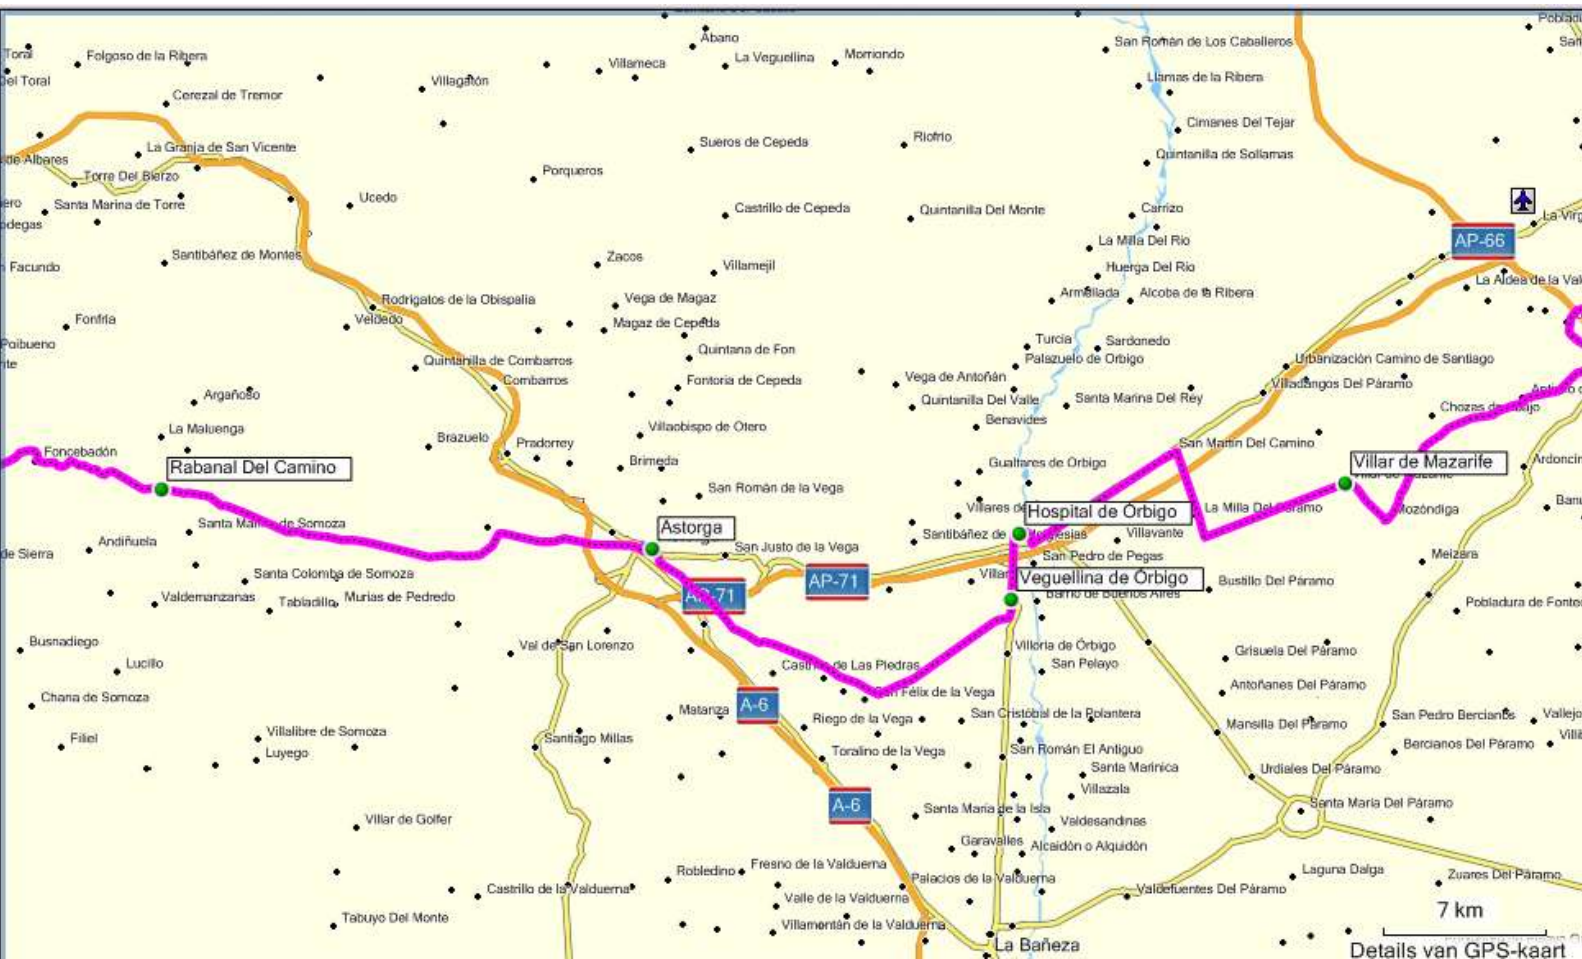 Abano
San Román de Los Caballeros
Toral
Folgoso de la Ribera
La Veguellina
Morriondo
Villameca
Del Toral
Villagatón
Llamas de la Ribera
Cerezal de Tremor
Cimanes Del Tejar
Riofrio
Sueros de Cepeda
La Granja de San Vicente
de Albares
Quintanilla de Sollamas
Torre Del Bierzo
Porqueros
Ucedo
Santa Marina de Torre
Castrillo de Cepeda
Quintanilla Del Monte
Carrizo
AP-66
La Milla Del Rio
Santibáñez de Montes
Zacos
Villamejil
Facundo
Huerga Del Rio
La Aldea de la Val
Armellada
Alcoba de la Ribera
Rodrigatos de la Obispalia
Vega de Magaz
Fonfria
Veldedo
Magaz de Cepeda
Turcia
Sardonedo
Poibueno
Quintana de Fon
Palazuelo de Orbigo
Quintanilla de Combarros
Urbanización Camino de Santiago
Combarros
Fontoria de Cepeda
Vega de Antoñán
Villadangos Del Páramo
Argañoso
Quintanilla Del Valle
Santa Marina Del Rey
Benavides
La Maluenga
Villaobispo de Otero
Brazuelo
Pradorrey
San Martin Del Camino
Foncebadón
Brimeda
Gualtares de Orbigo
Villar de Mazarife
Rabanal Del Camino
San Román de la Vega
Villares de
Hospital de Órbigo
La Milla Del Páramo
Mozóndiga
Santa Marina de Somoza
Astorga
Santibáñez de
Villavante
Andiñuela
San Justo de la Vega
de Sierra
San Pedro de Pegas
Meizara
Santa Colomba de Somoza
AP-71
Veguellina de Órbigo
Bustillo Del Páramo
AP-71
Barrio de Buenos Aires
Valdemanzanas
Tabladillo
Murias de Pedredo
Busnadiego
Val de San Lorenzo
Villoria de Órbigo
Grisuela Del Páramo
Lucillo
San Pelayo
Castrillo de Las Piedras
Chana de Somoza
San Félix de la Vega
Antoñanes Del Páramo
A-6
Matanza
Riego de la Vega
San Cristóbal de la Polantera
Mansilla Del Páramo
San Pedro Bercianos
Vallejo
Villalibre de Somoza
Filiel
Santiago Millas
Toralino de la Vega
San Román El Antiguo
Bercianos Del Páramo
Luyego
Santa Marinica
Urdiales Del Páramo
Villazala
A-6
Santa María de la Isla
Santa María Del Páramo
Villar de Golfer
Valdesandinas
Garavalles
Alcaidón o Alquidón
Robledino
Fresno de la Valduerna
Laguna Dalga
Zuares Del Páramo
Castrillo de la Valduerna
Palacios de la Valduerna
Valdefuentes Del Páramo
Valle de la Valduerna
7 km
Tabuyo Del Monte
Villamontán de la Valduerna
La Bañeza
Details van GPS-kaart